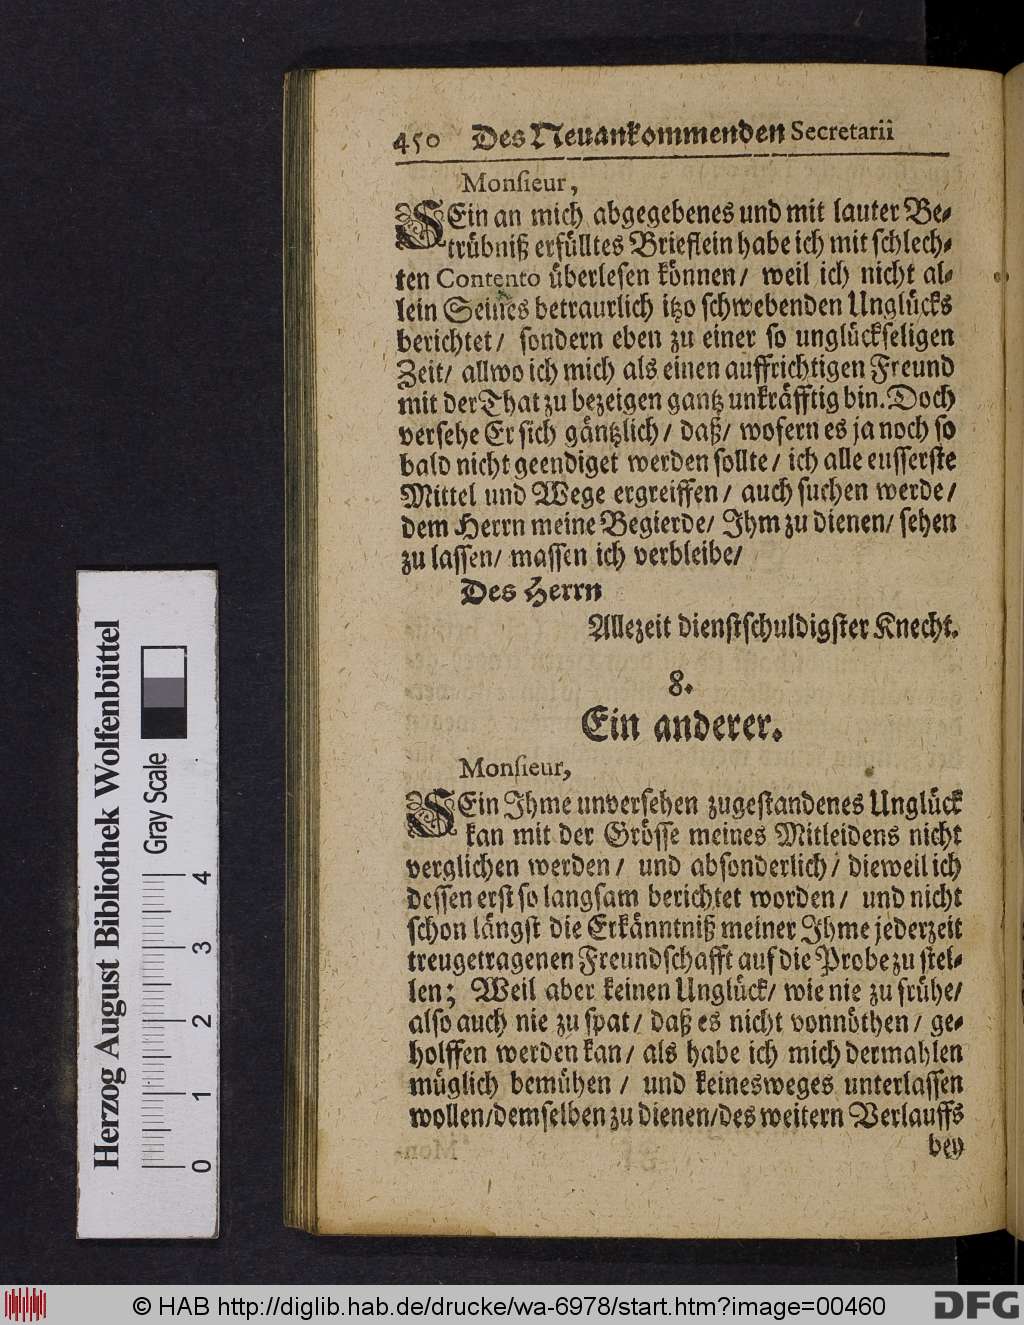 450 Des Neuankommenden Secretarii
Monsieur,
SEin an mich abgegebenes und mit lauter Be-
trübniß erfülltes Brieflein habe ich mit schlech-
ten Contento überlesen können/ weil ich nicht al-
lein Seines betraurlich itzo schwebenden Unglücks
berichtet/ sondern eben zu einer so unglückseligen
Zeit/ allwo ich mich als einen auffrichtigen Freund
mit der That zu bezeigen gantz unkräfftig bin. Doch
versehe Er sich gäntzlich/ daß/ wofern es ja noch so
bald nicht geendiget werden sollte/ ich alle eusserste
Mittel und Wege ergreiffen/ auch suchen werde/
dem Herrn meine Begierde/ Ihm zu dienen/ sehen
zu lassen/ massen ich verbleibe/
Des Herrn
Allezeit dienstschuldigster Knecht.
8.
Ein anderer.
Monsieur,
SEin Ihme unversehen zugestandenes Unglück
kan mit der Grösse meines Mitleidens nicht
verglichen werden/ und absonderlich/ dieweil ich
dessen erst so langsam berichtet worden/ und nicht
schon längst die Erkänntniß meiner Ihme jederzeit
treugetragenen Freundschafft auf die Probe zu stel-
len; Weil aber keinen Unglück/ wie nie zu frühe/
also auch nie zu spat/ daß es nicht vonnöthen/ ge-
holffen werden kan/ als habe ich mich dermahlen
müglich bemühen/ und keinesweges unterlassen
wollen/ demselben zu dienen/ des weitern Verlauffs
bey
Herzog August Bibliothek Wolfenbüttel
Gray Scale
0 1 2 3 4
© HAB http://diglib.hab.de/drucke/wa-6978/start.htm?image=00460
DFG